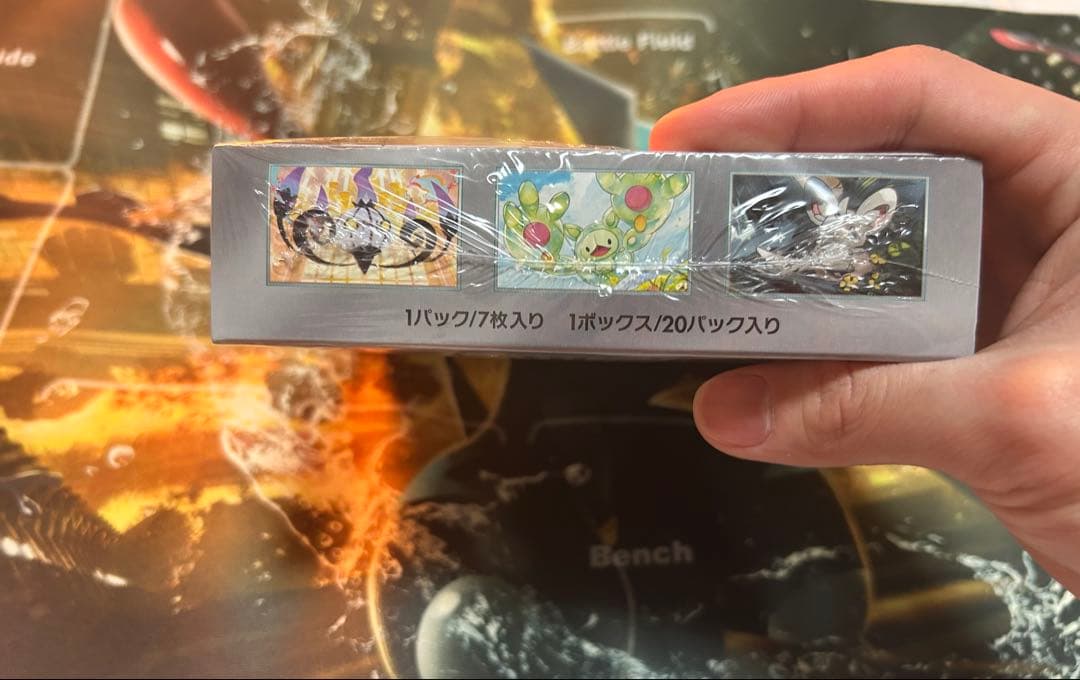 Battle Field
1パック/7枚入り 1ボックス/20パック入り
Bench